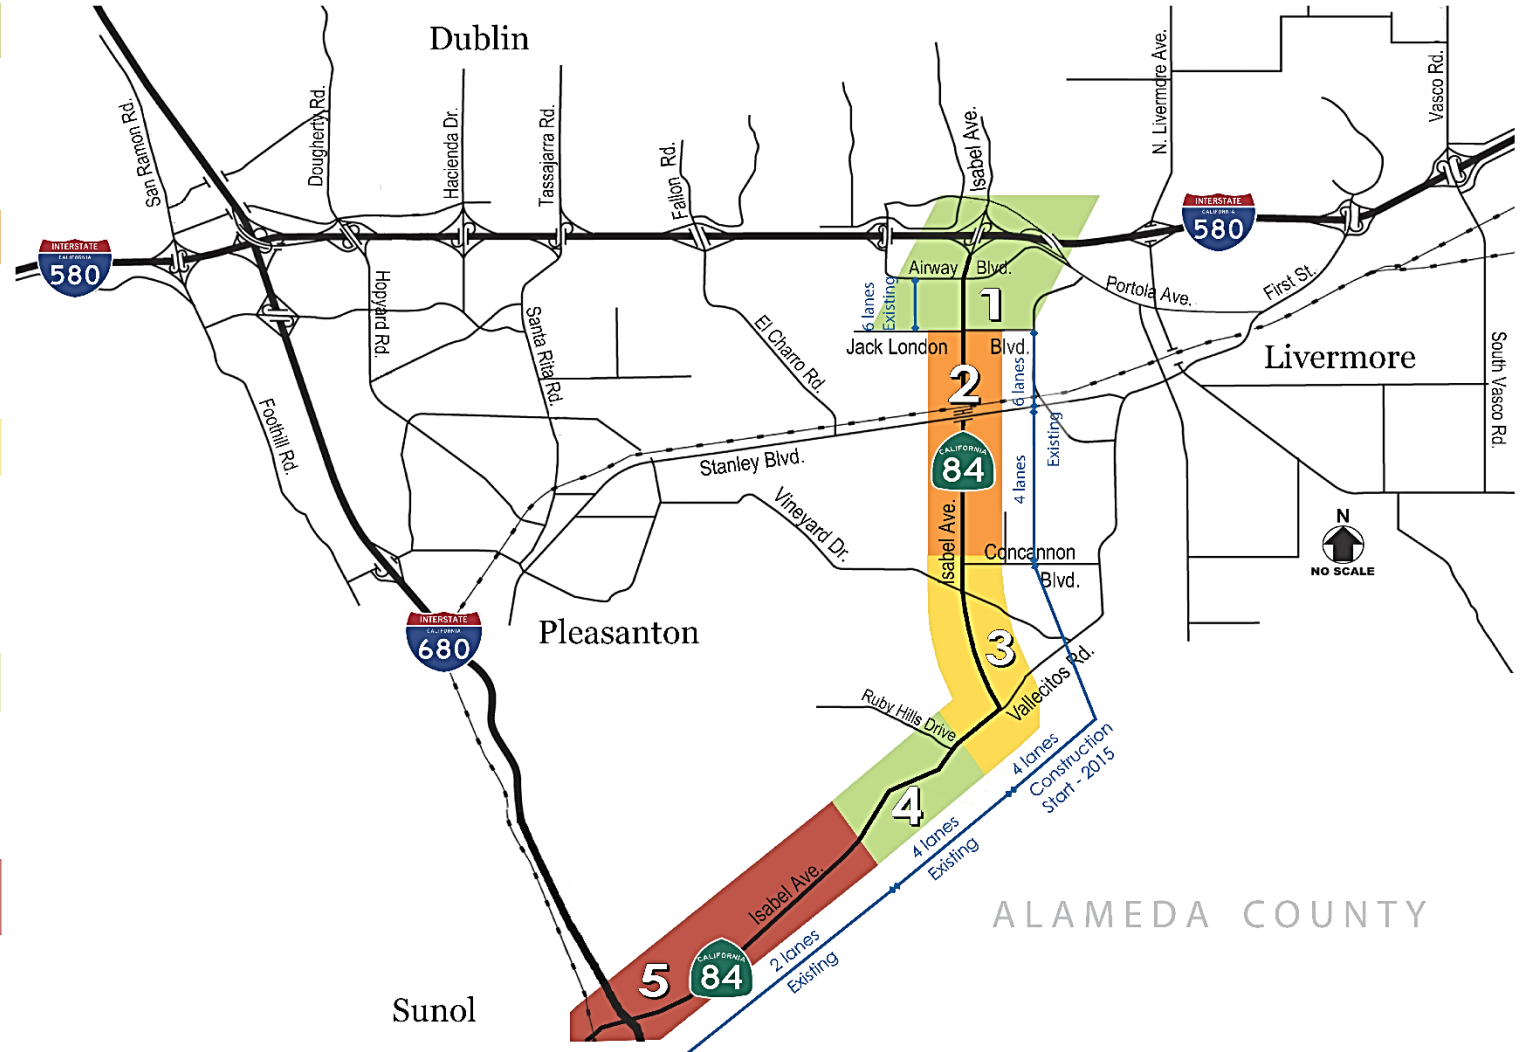 Dublin
San Ramon Rd.
Dougherty Rd.
Hacienda Dr.
Tassajarra Rd.
Fallon Rd.
Isabel Ave.
N. Livermore Ave.
Vasco Rd.
INTERSTATE
CALIFORNIA
580
INTERSTATE
CALIFORNIA
580
Airway Blvd.
6 lanes
Existing
1
Portola Ave.
First St.
Hopyard Rd.
Santa Rita Rd.
El Charro Rd.
Jack London Blvd.
Livermore
South Vasco Rd.
2
6 lanes
Foothill Rd.
Existing
4 lanes
Stanley Blvd.
CALIFORNIA
84
Vineyard Dr.
Isabel Ave.
Concannon
Blvd.
N
NO SCALE
INTERSTATE
CALIFORNIA
680
Pleasanton
3
Vallecitos Rd.
Ruby Hills Drive
4 lanes
Construction
Start - 2015
4
4 lanes
Existing
Isabel Ave.
ALAMEDA COUNTY
2 lanes
Existing
5
CALIFORNIA
84
Sunol